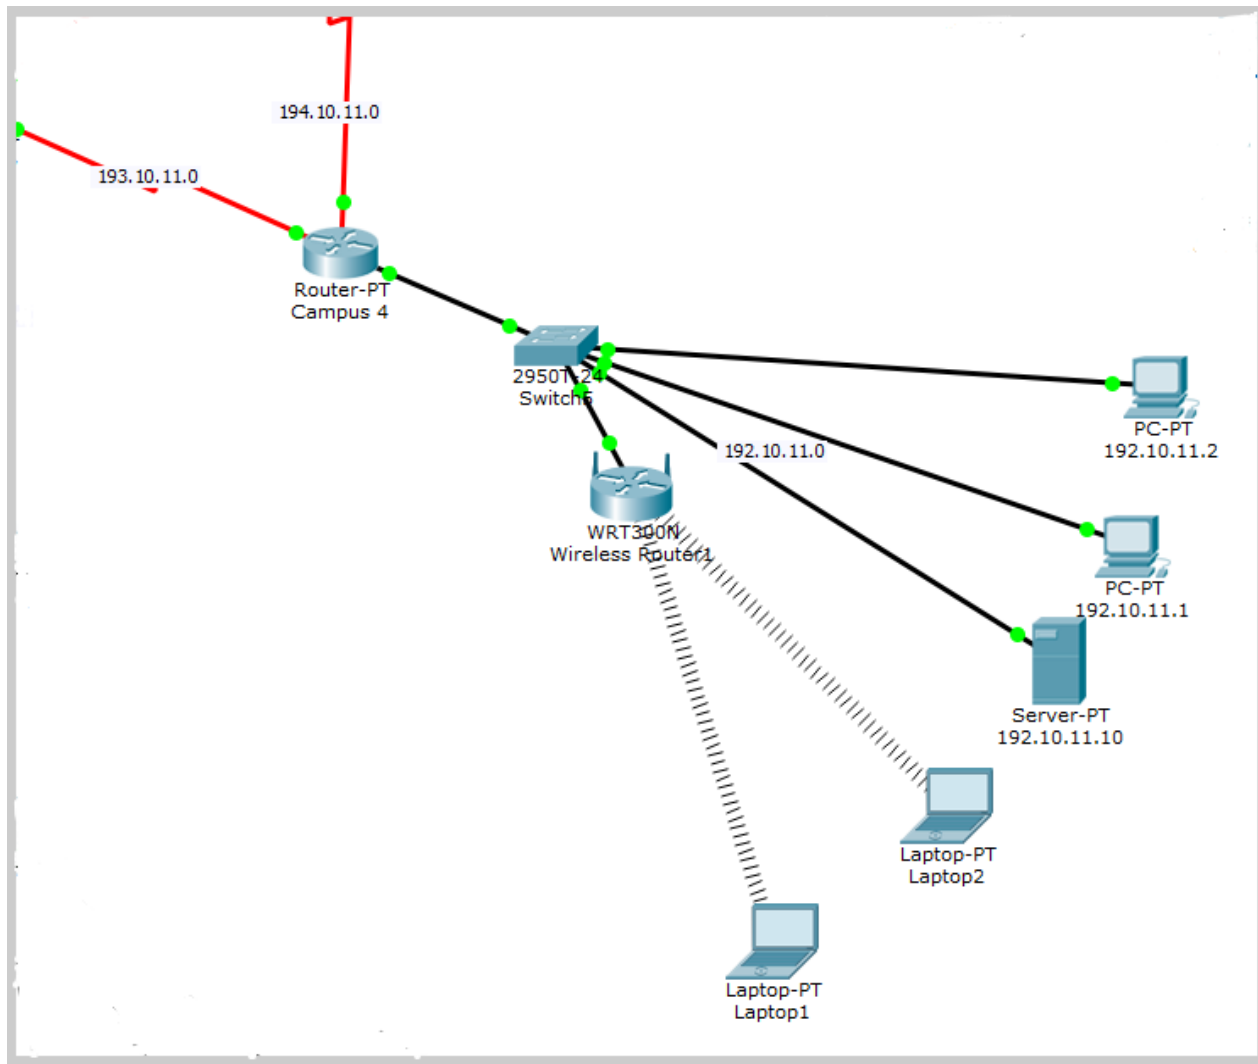 194.10.11.0
193.10.11.0
Router-PT
Campus 4
2950T-24
Switch5
PC-PT
192.10.11.2
192.10.11.0
WRT300N
Wireless Router1
PC-PT
192.10.11.1
Server-PT
192.10.11.10
Laptop-PT
Laptop2
Laptop-PT
Laptop1